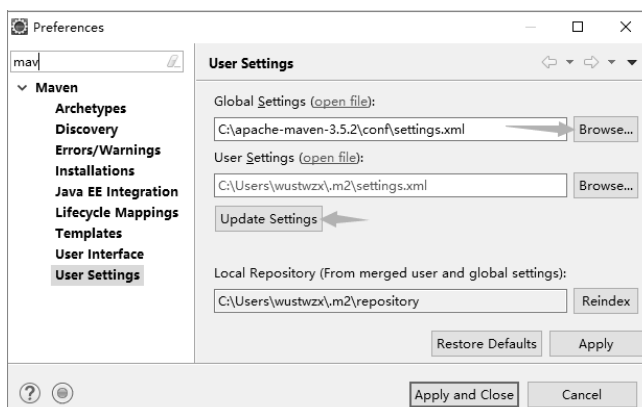 Preferences
mav
Maven
Archetypes
Discovery
Errors/Warnings
Installations
Java EE Integration
Lifecycle Mappings
Templates
User Interface
User Settings
User Settings
Global Settings (open file):
C:\apache-maven-3.5.2\conf\settings.xml
Browse...
User Settings (open file):
C:\Users\wustwzx\.m2\settings.xml
Browse...
Update Settings
Local Repository (From merged user and global settings):
C:\Users\wustwzx\.m2\repository
Reindex
Restore Defaults
Apply
?
Apply and Close
Cancel